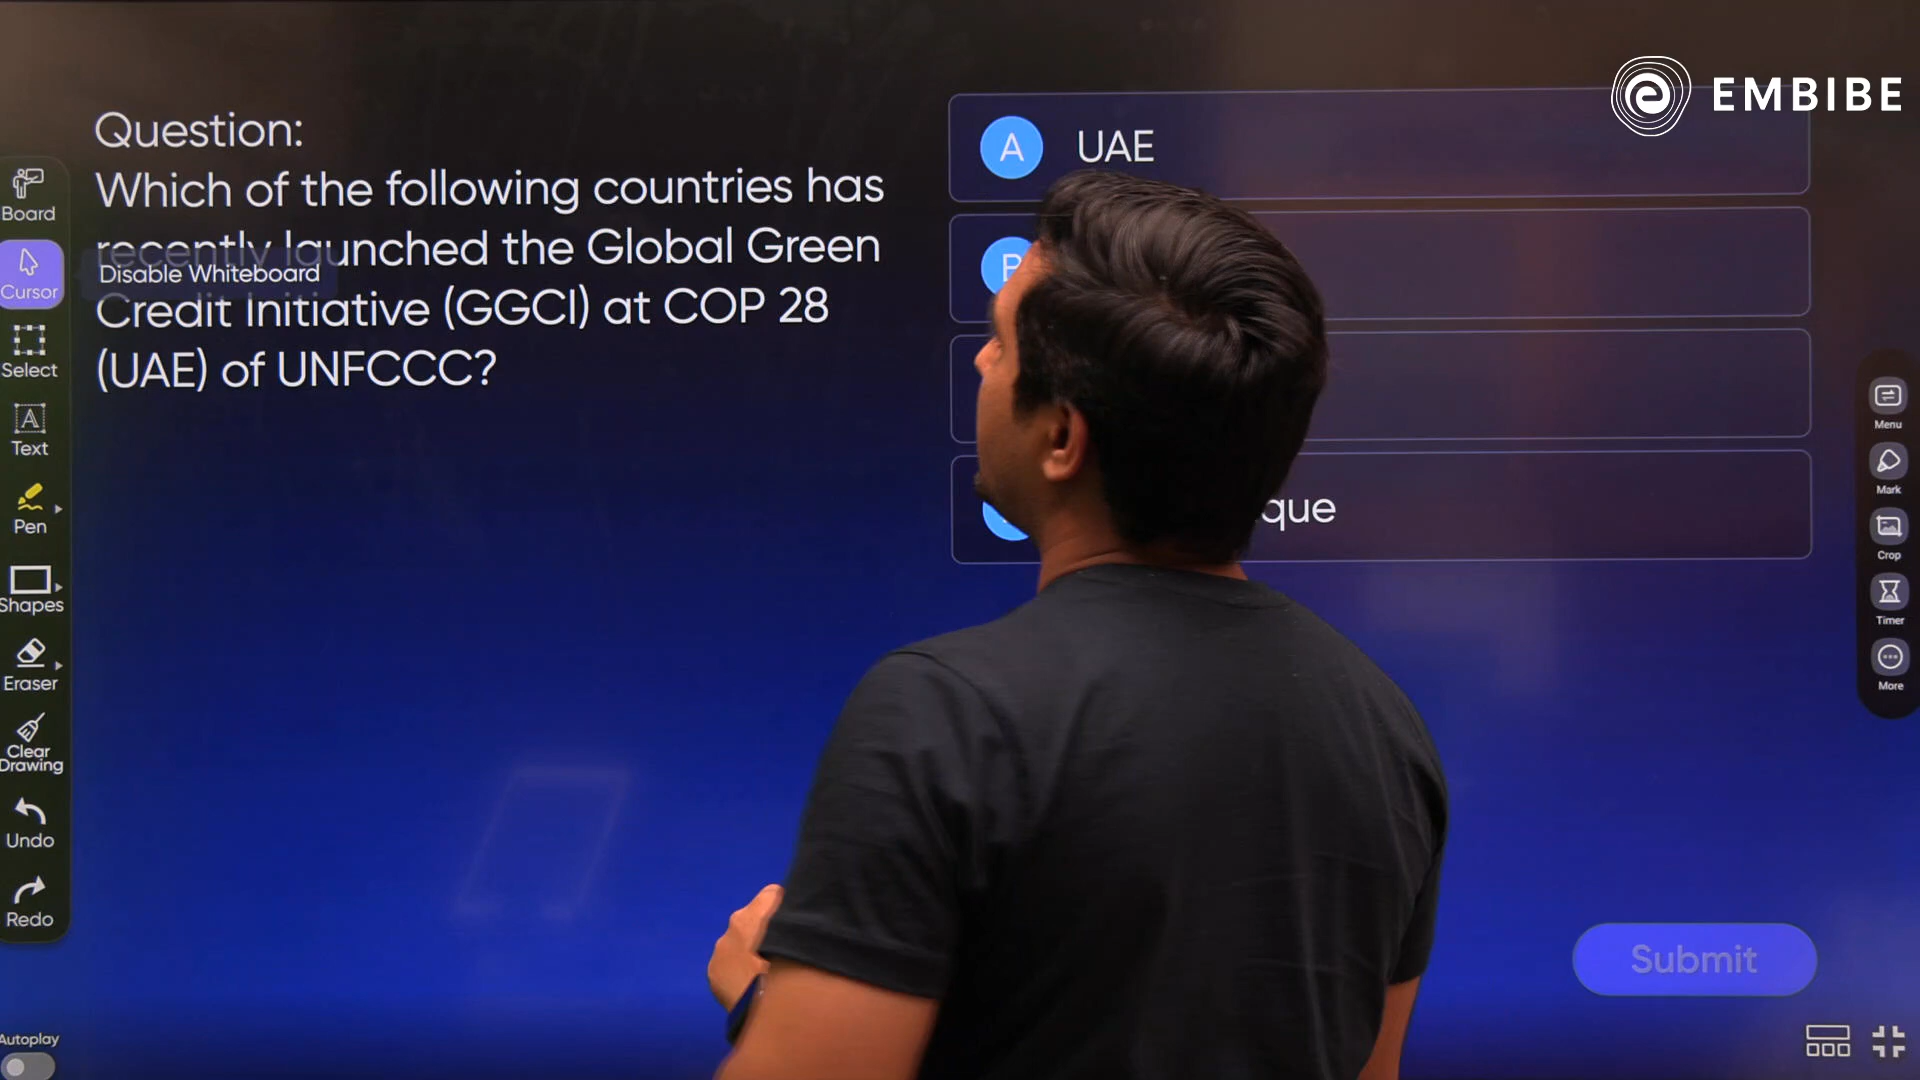 EMBIBE
Question:
Which of the following countries has
recently launched the Global Green
Credit Initiative (GGCI) at COP 28
(UAE) of UNFCCC?
Disable Whiteboard
A UAE
B
que
Submit
Board
Cursor
Select
A
Text
Pen
Shapes
Eraser
Clear
Drawing
Undo
Redo
Autoplay
Menu
Mark
Crop
Timer
More